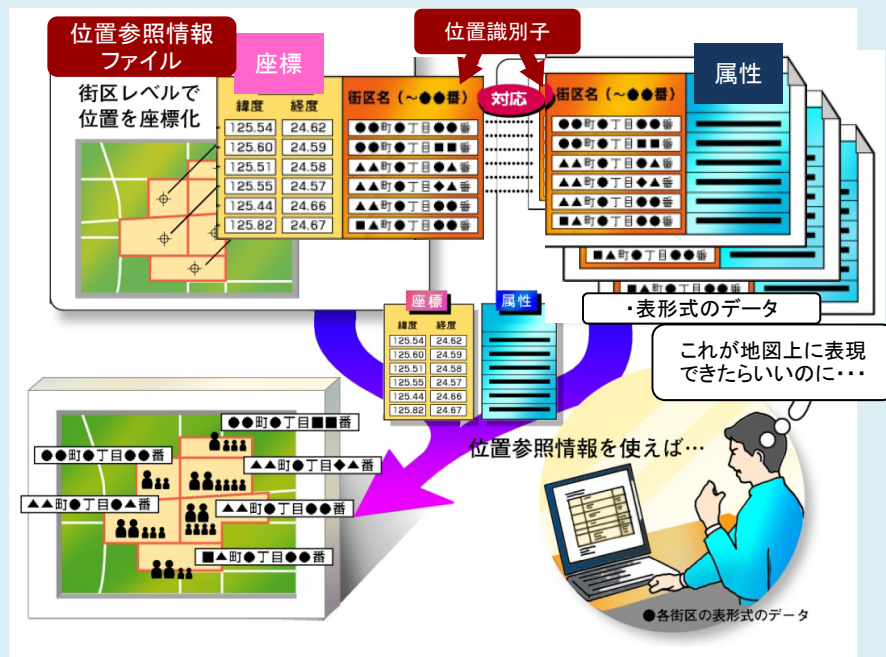 位置参照情報
ファイル
座標
位置識別子
属性
街区レベルで
位置を座標化
緯度 経度 街区名（～●●番）
125.54 24.62 ●●町●丁目●●番
125.60 24.59 ●●町●丁目■■番
125.51 24.58 ▲▲町●丁目●▲番
125.55 24.57 ▲▲町●丁目◆▲番
125.44 24.66 ▲▲町●丁目●●番
125.82 24.67 ■▲町●丁目●●番
対応
街区名（～●●番）
●●町●丁目●●番
●●町●丁目■■番
▲▲町●丁目●▲番
▲▲町●丁目◆▲番
▲▲町●丁目●●番
■▲町●丁目●●番
■▲町●丁目●●番
■▲町●丁目●●番
・表形式のデータ
これが地図上に表現
できたらいいのに・・・
座標 属性
緯度 経度
125.54 24.62
125.60 24.59
125.51 24.58
125.55 24.57
125.44 24.66
125.82 24.67
位置参照情報を使えば…
●●町●丁目■■番
●●町●丁目●●番
▲▲町●丁目◆▲番
▲▲町●丁目●▲番
▲▲町●丁目●●番
■▲町●丁目●●番
●各街区の表形式のデータ